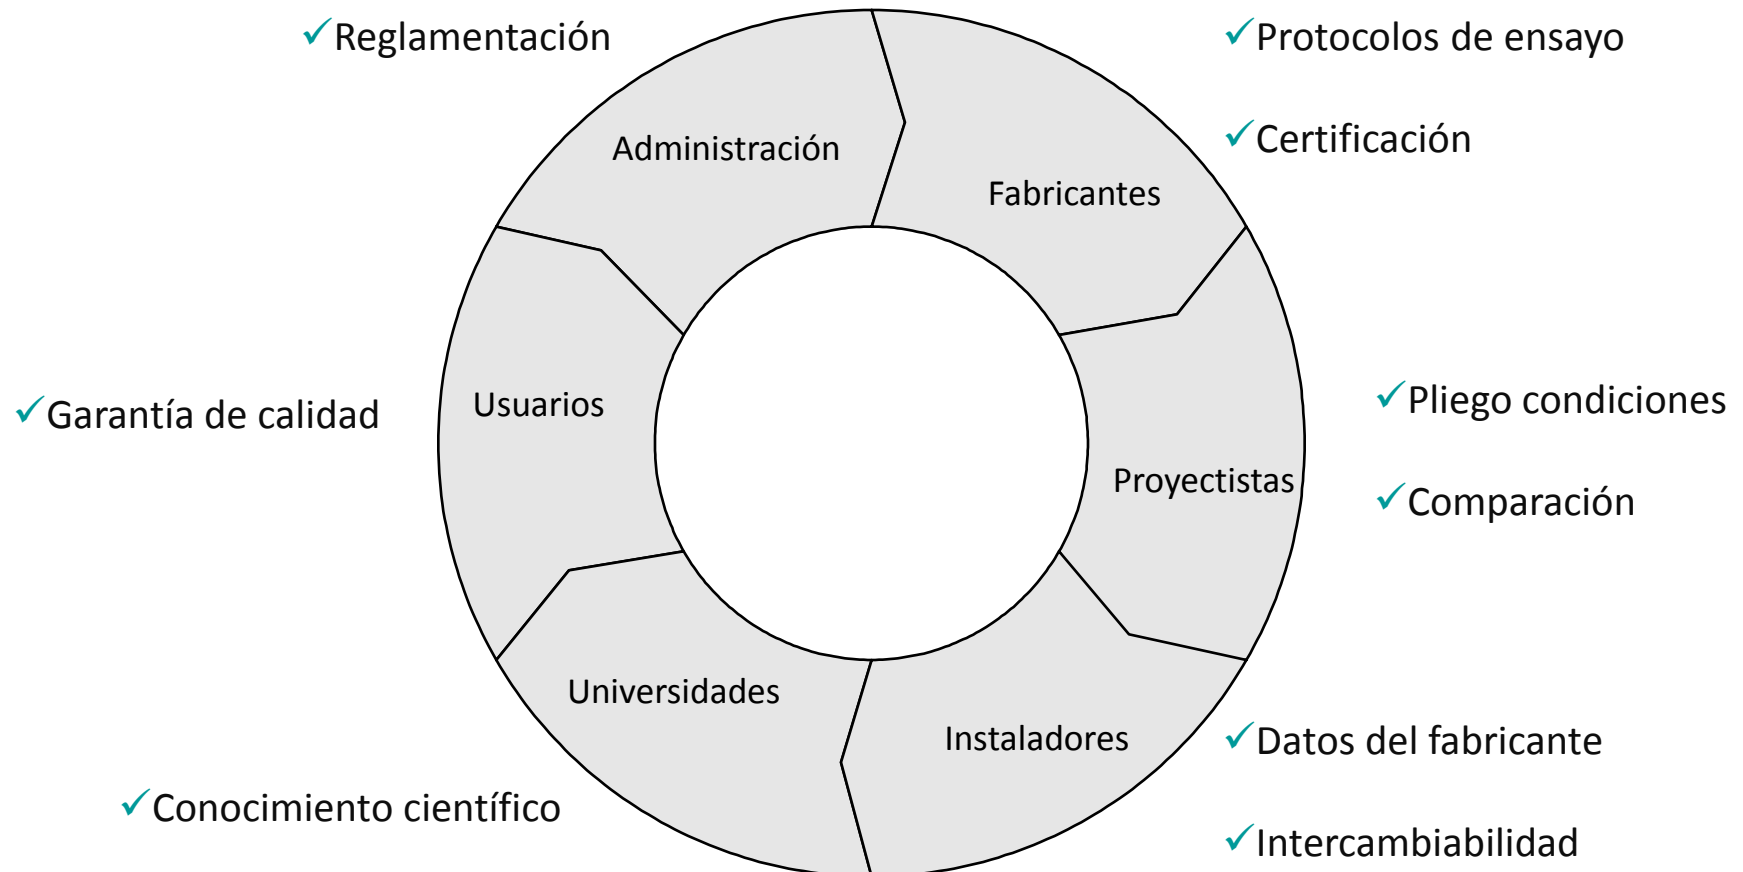 ✓Reglamentación
✓Protocolos de ensayo
Administración
✓Certificación
Fabricantes
✓Garantía de calidad
Usuarios
✓Pliego condiciones
Proyectistas
✓Comparación
Universidades
Instaladores
✓Datos del fabricante
✓Conocimiento científico
✓Intercambiabilidad